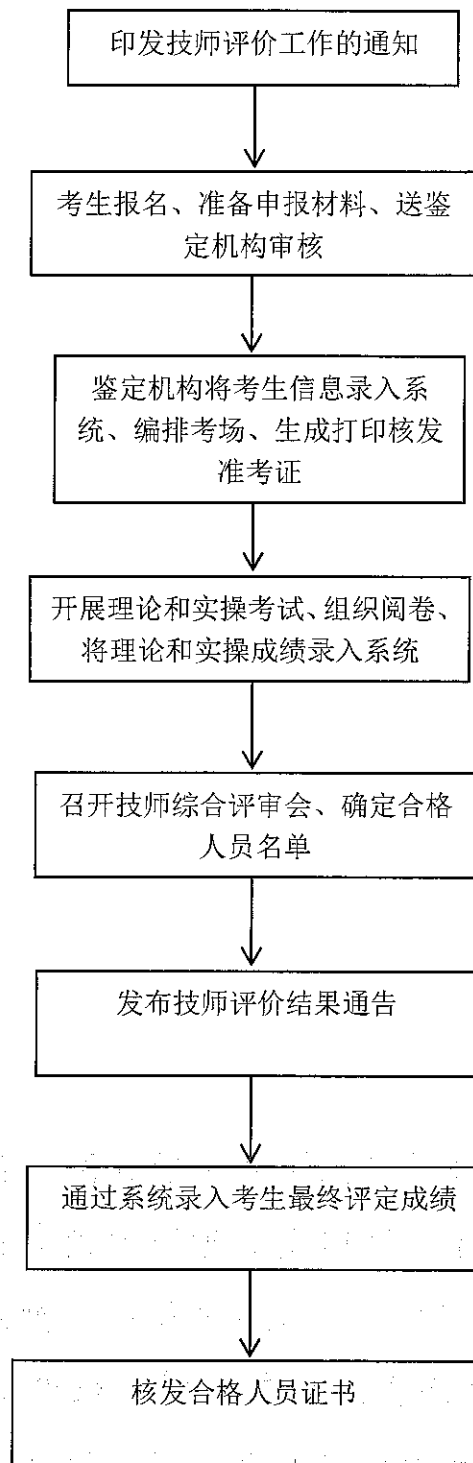 印发技师评价工作的通知
考生报名、准备申报材料、送鉴
定机构审核
鉴定机构将考生信息录入系
统、编排考场、生成打印核发
准考证
开展理论和实操考试、组织阅卷、
将理论和实操成绩录入系统
召开技师综合评审会、确定合格
人员名单
发布技师评价结果通告
通过系统录入考生最终评定成绩
核发合格人员证书